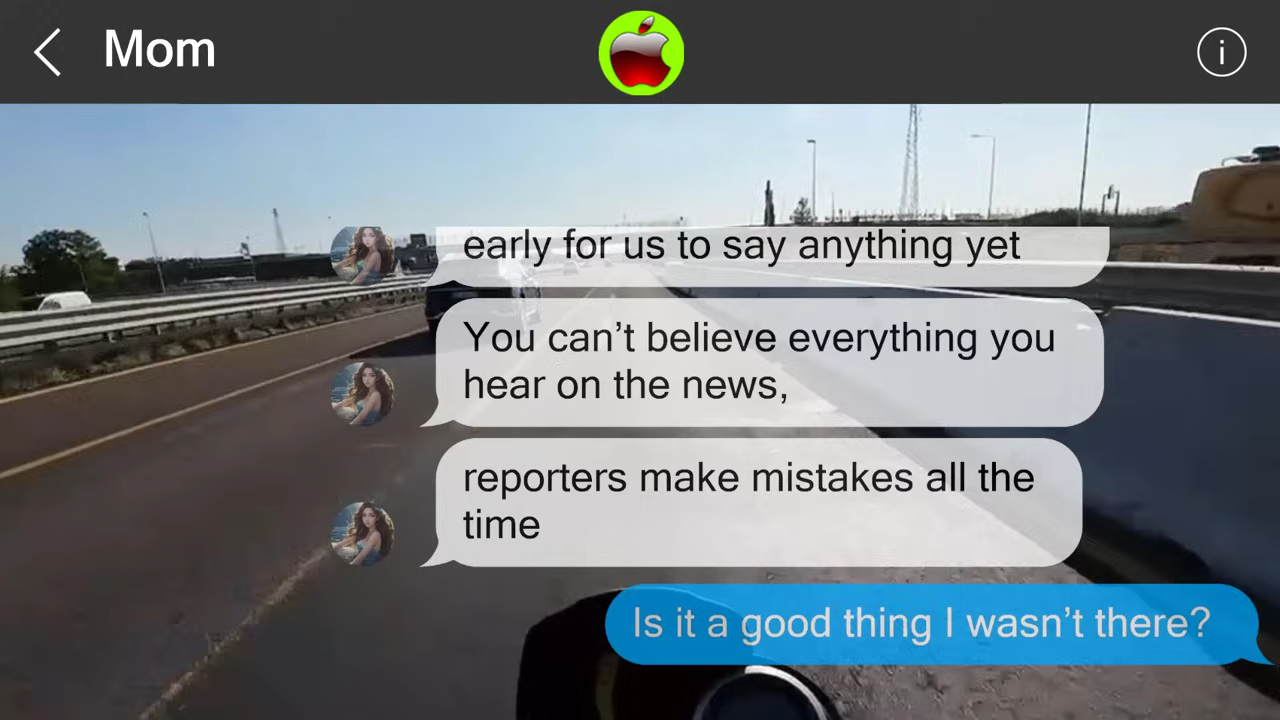 Mom
i
early for us to say anything yet
You can’t believe everything you
hear on the news,
reporters make mistakes all the
time
Is it a good thing I wasn’t there?